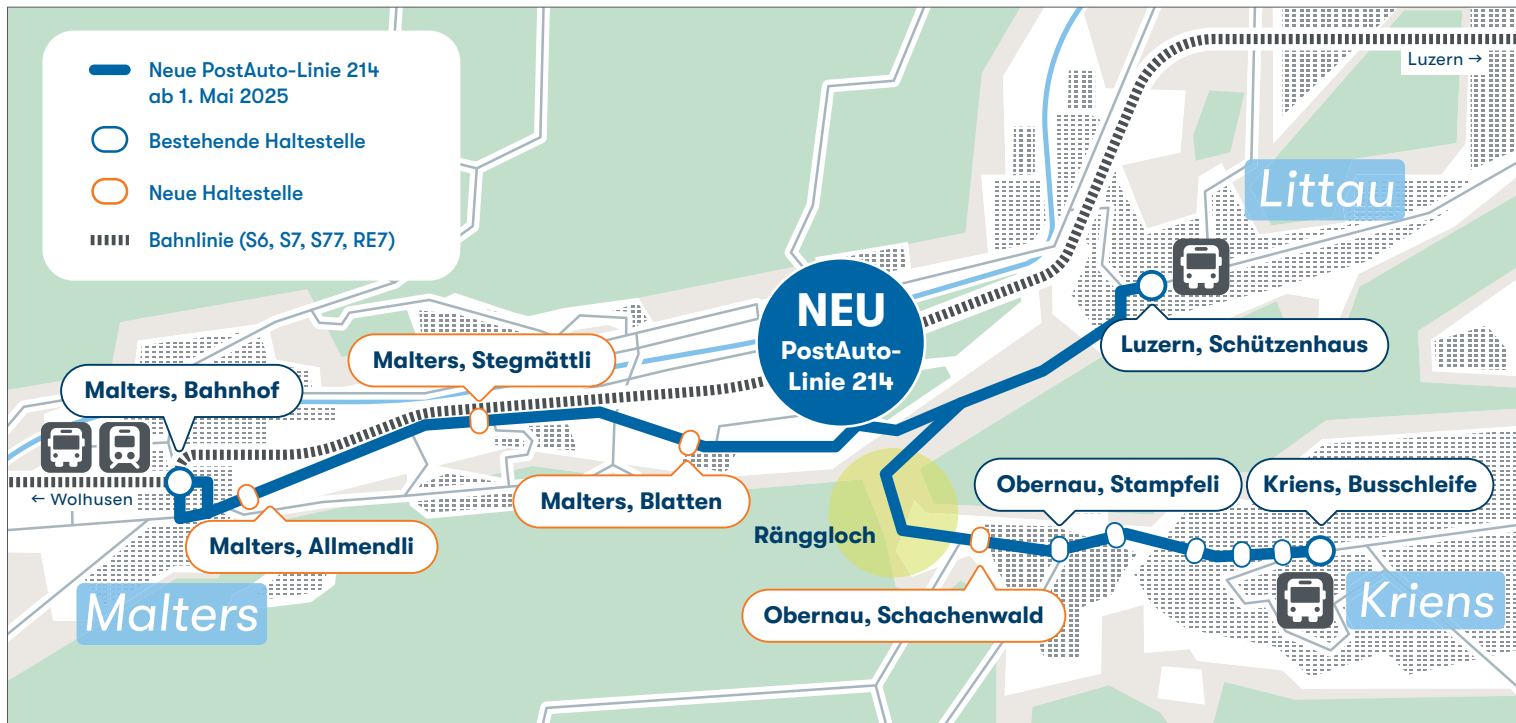 Neue PostAuto-Linie 214
ab 1. Mai 2025
Bestehende Haltestelle
Neue Haltestelle
Bahnlinie (S6, S7, S77, RE7)
Luzern →
Littau
NEU
PostAuto-
Linie 214
Luzern, Schützenhaus
Malters, Stegmättli
Malters, Bahnhof
← Wolhusen
Malters, Allmendli
Malters, Blatten
Obernau, Stampfeli
Kriens, Busschleife
Ränggloch
Obernau, Schachenwald
Malters
Kriens